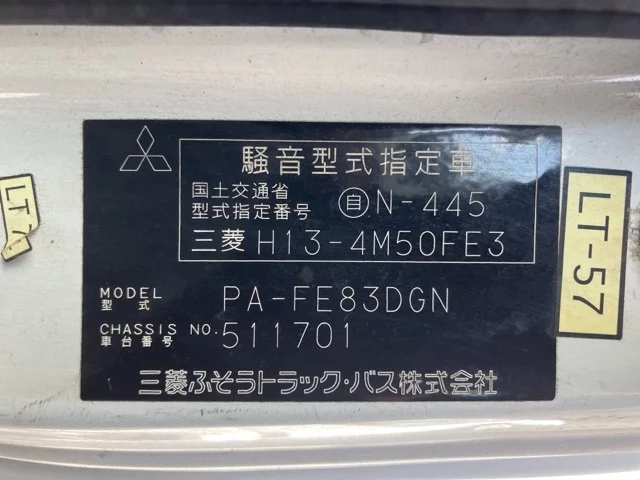 騒音型式指定車
国土交通省
型式指定番号 自N-445
三菱 H13-4M50FE3
MODEL
型式 PA-FE83DGN
CHASSIS NO.
車台番号 511701
三菱ふそうトラック・バス株式会社
LT-57
LT-